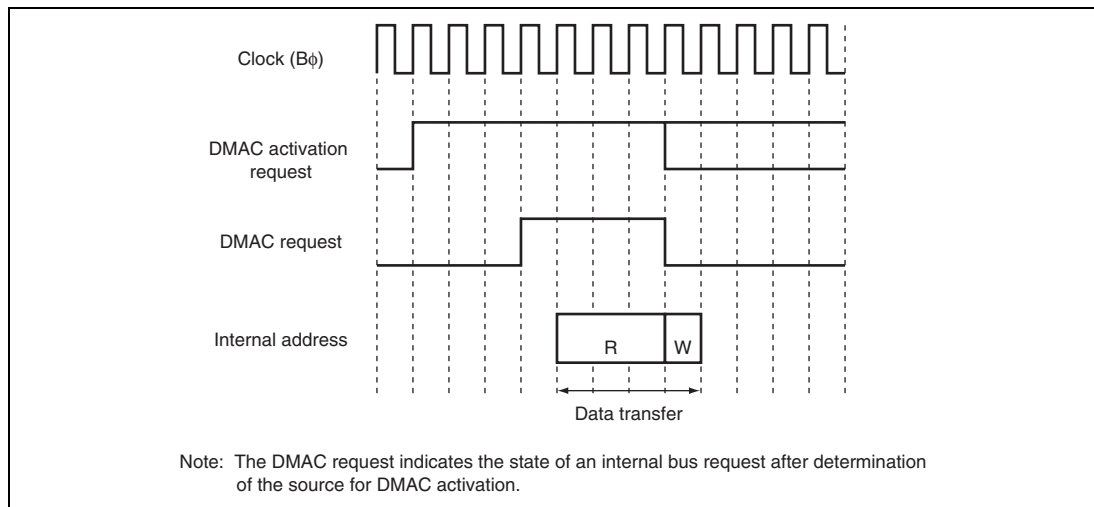 Clock (Bϕ)
DMAC activation
request
DMAC request
Internal address
R
W
Data transfer
Note: The DMAC request indicates the state of an internal bus request after determination
of the source for DMAC activation.